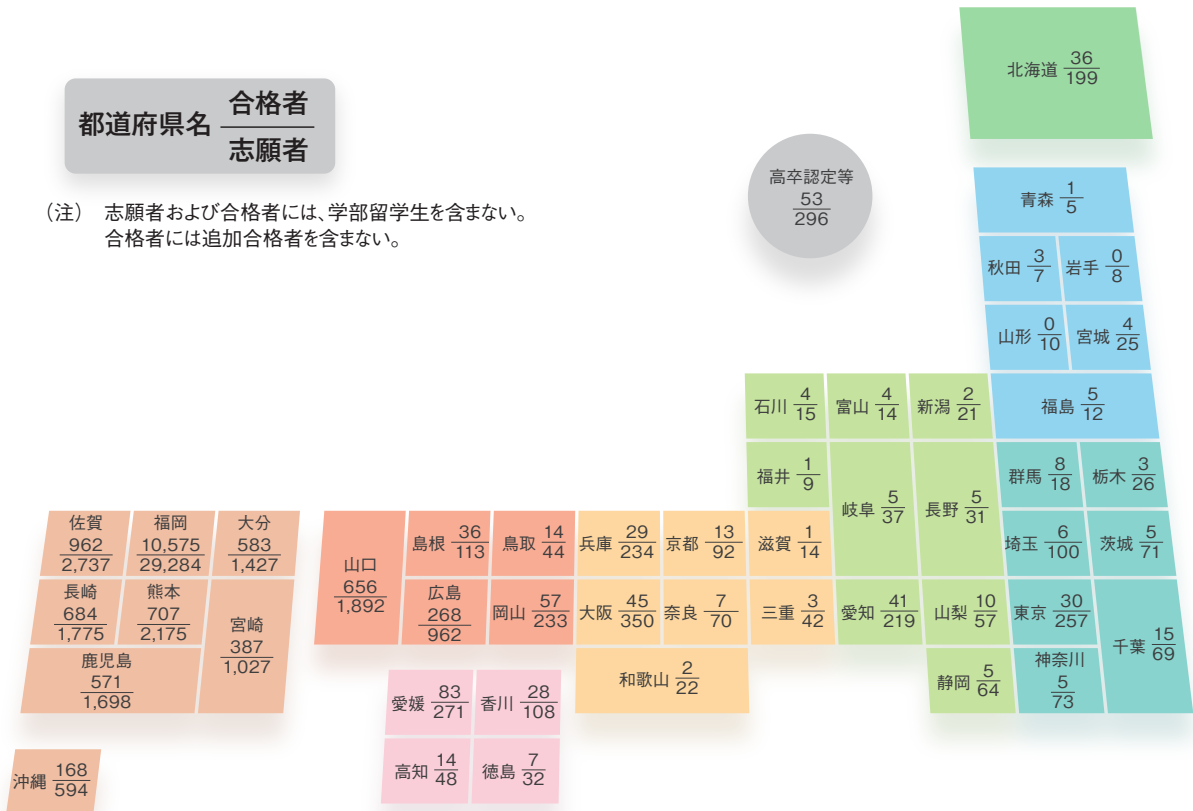 都道府県名 合格者
志願者
(注) 志願者および合格者には、学部留学生を含まない。
合格者には追加合格者を含まない。
高卒認定等
53
296
北海道 36
199
青森 1
5
秋田 3
7
岩手 0
8
山形 0
10
宮城 4
25
福島 5
12
石川 4
15
富山 4
14
新潟 2
21
福井 1
9
岐阜 5
37
長野 5
31
群馬 8
18
栃木 3
26
埼玉 6
100
茨城 5
71
佐賀
962
2,737
福岡
10,575
29,284
大分
583
1,427
長崎
684
1,775
熊本
707
2,175
宮崎
387
1,027
鹿児島
571
1,698
沖縄 168
594
山口
656
1,892
島根 36
113
鳥取 14
44
広島
268
962
岡山 57
233
兵庫 29
234
京都 13
92
滋賀 1
14
大阪 45
350
奈良 7
70
三重 3
42
和歌山 2
22
愛知 41
219
山梨 10
57
静岡 5
64
東京 30
257
神奈川
5
73
千葉 15
69
愛媛 83
271
香川 28
108
高知 14
48
徳島 7
32